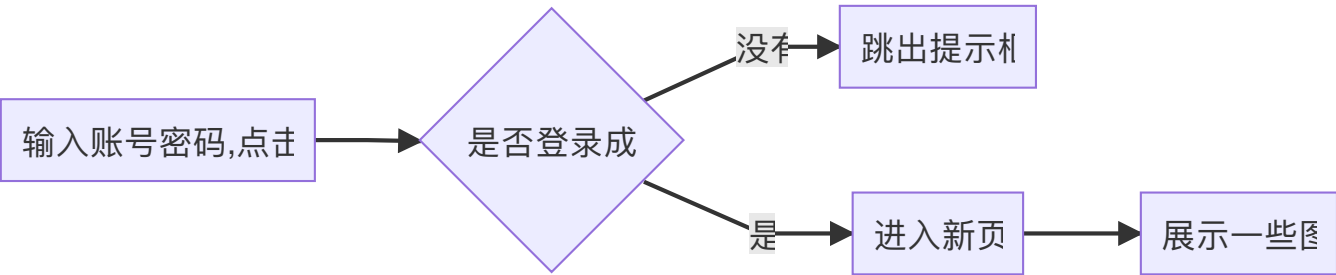 输入账号密码,点击
是否登录成
没有
跳出提示框
是
进入新页
展示一些图